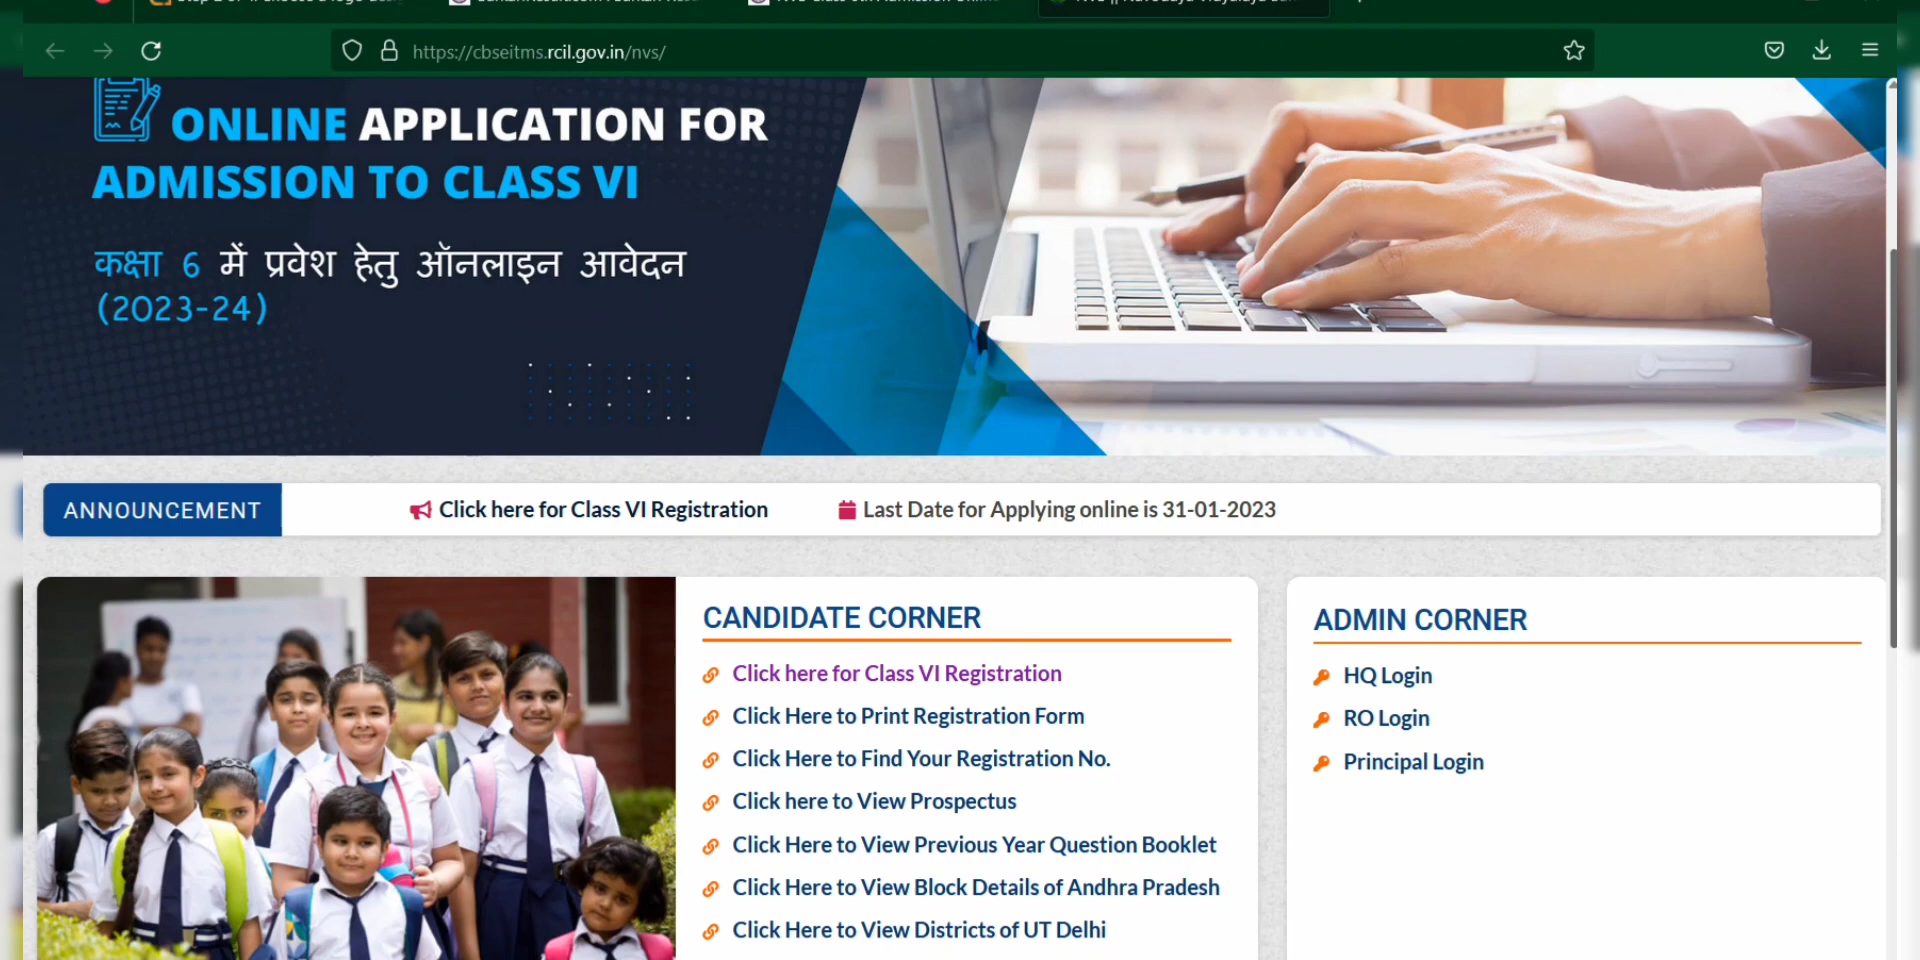 https://cbseitms.rcil.gov.in/nvs/
ONLINE APPLICATION FOR
ADMISSION TO CLASS VI
कक्षा 6 में प्रवेश हेतु ऑनलाइन आवेदन
(2023-24)
ANNOUNCEMENT
Click here for Class VI Registration
Last Date for Applying online is 31-01-2023
CANDIDATE CORNER
Click here for Class VI Registration
Click Here to Print Registration Form
Click Here to Find Your Registration No.
Click here to View Prospectus
Click Here to View Previous Year Question Booklet
Click Here to View Block Details of Andhra Pradesh
Click Here to View Districts of UT Delhi
ADMIN CORNER
HQ Login
RO Login
Principal Login